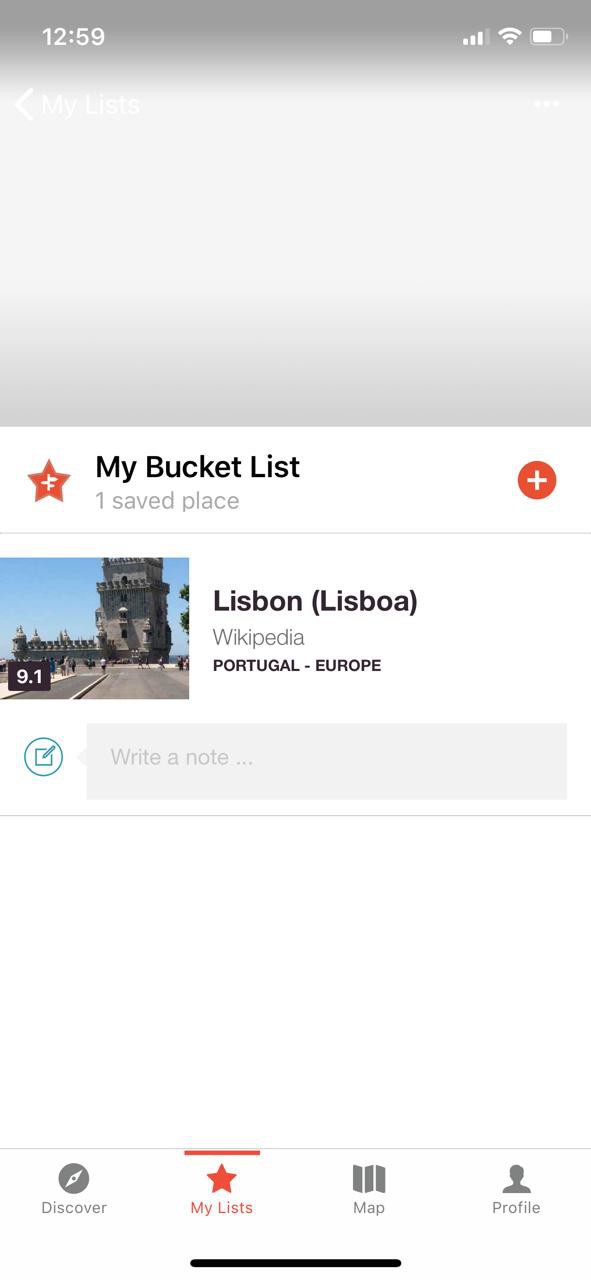 12:59
My Lists
My Bucket List
1 saved place
Lisbon (Lisboa)
Wikipedia
PORTUGAL - EUROPE
9.1
Write a note ...
Discover
My Lists
Map
Profile